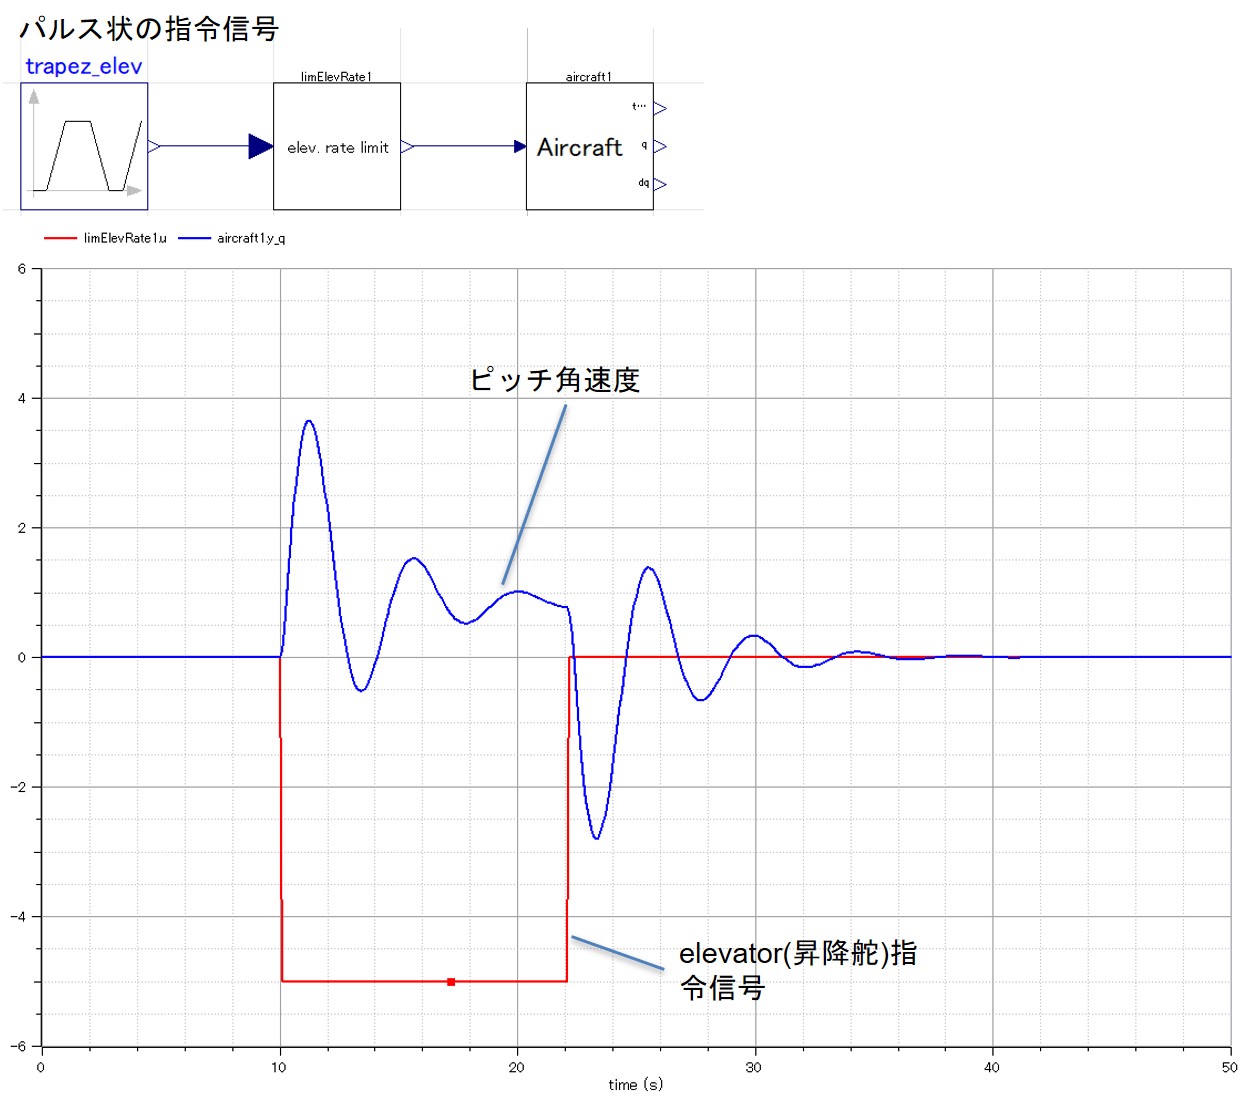 パルス状の指令信号
trapez_elev
limElevRate1
aircraft1
elev. rate limit
Aircraft
t...
q
dq
limElevRate1.u
aircraft1.y_q
6
4
2
0
-2
-4
-6
ピッチ角速度
elevator(昇降舵)指
令信号
0
10
20
30
40
50
time (s)